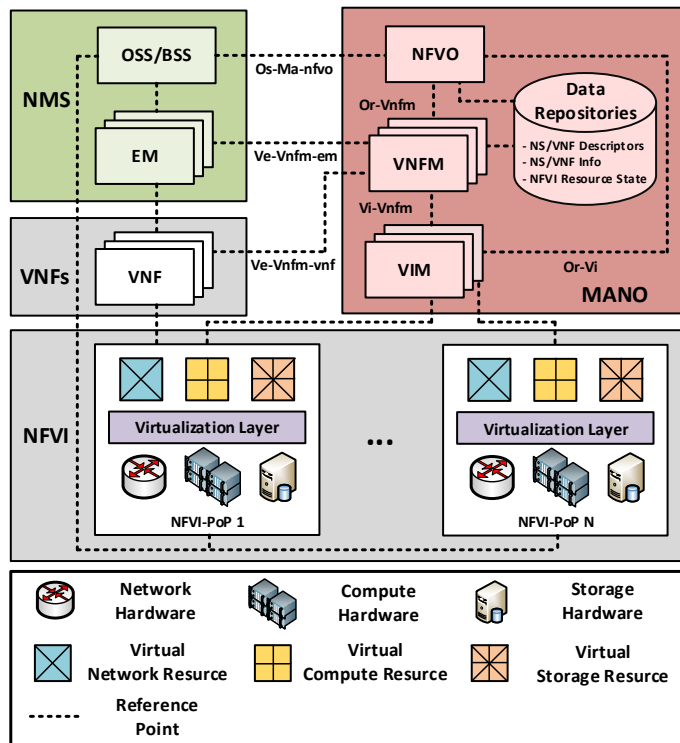 NMS
OSS/BSS
Os-Ma-nfvo
NFVO
EM
Ve-Vnfm-em
Or-Vnfm
VNFM
Data
Repositories
- NS/VNF Descriptors
- NS/VNF Info
- NFVI Resource State
Vi-Vnfm
VNFs
VNF
Ve-Vnfm-vnf
VIM
Or-Vi
MANO
NFVI
Virtualization Layer
NFVI-PoP 1
...
Virtualization Layer
NFVI-PoP N
Network
Hardware
Compute
Hardware
Storage
Hardware
Virtual
Network Resurce
Virtual
Compute Resurce
Virtual
Storage Resurce
Reference
Point